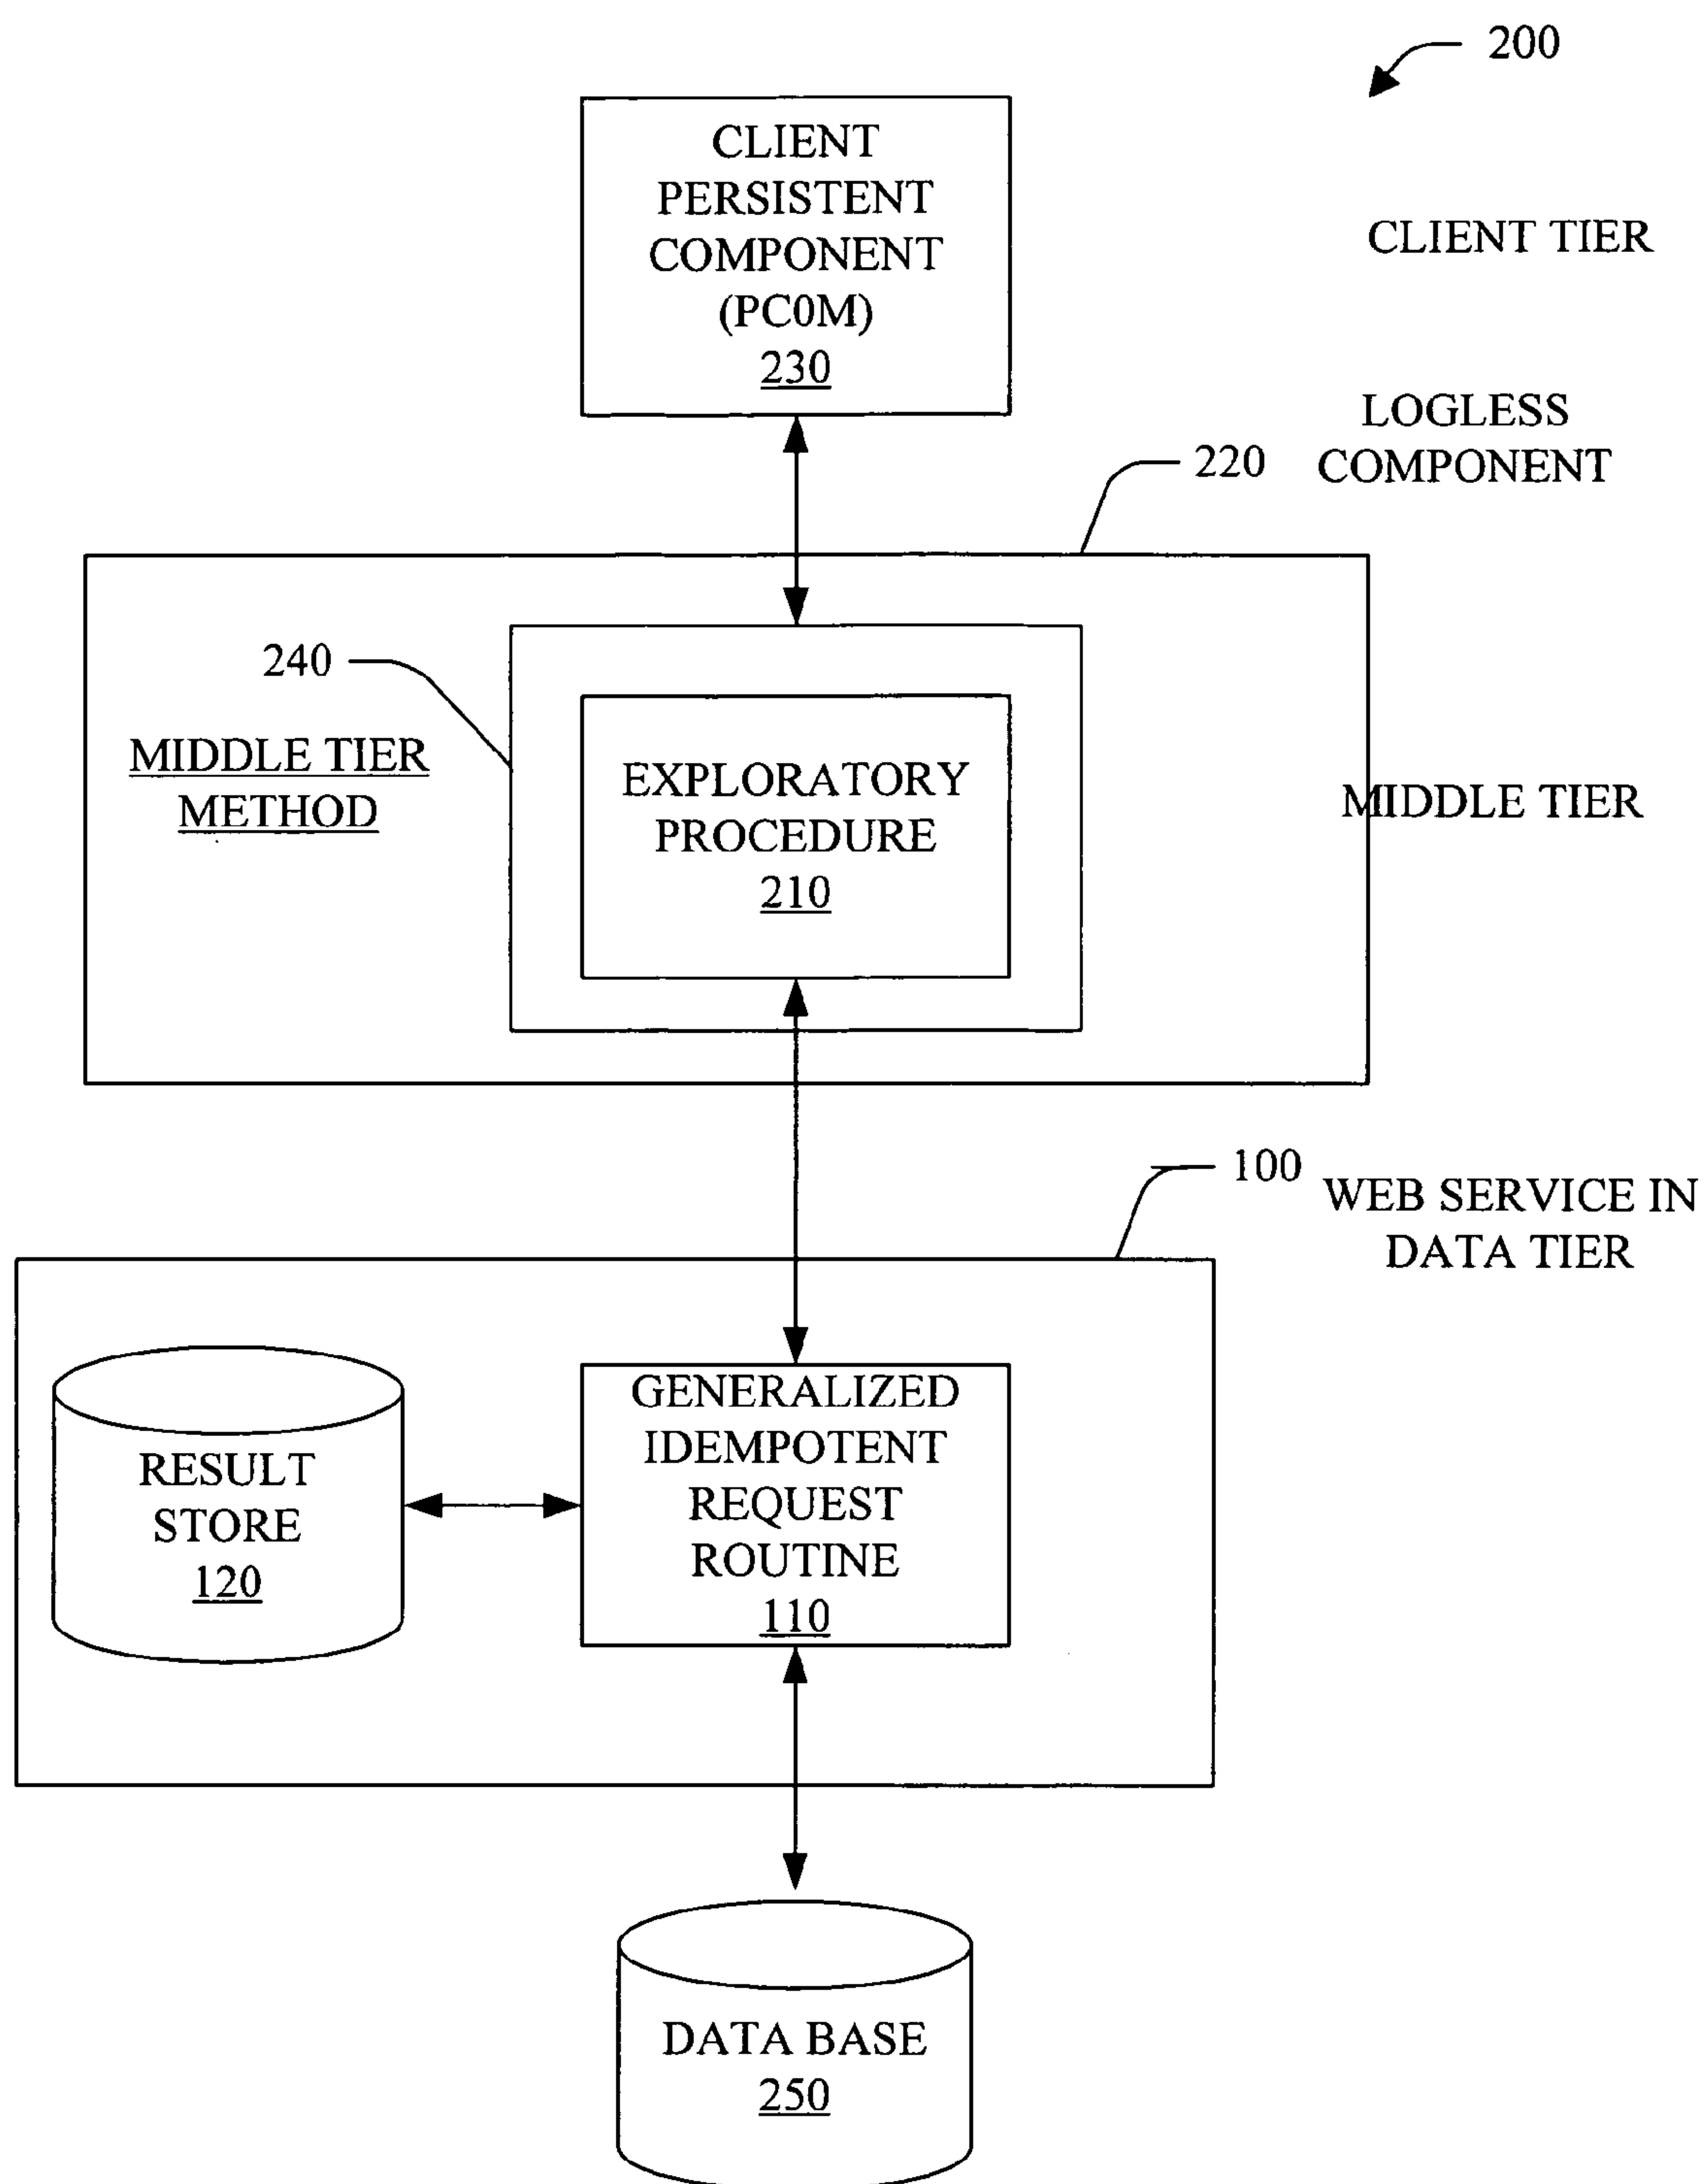 200
CLIENT
PERSISTENT
COMPONENT
(PC0M)
230
CLIENT TIER
LOGLESS
COMPONENT
220
240
MIDDLE TIER
METHOD
EXPLORATORY
PROCEDURE
210
MIDDLE TIER
100
WEB SERVICE IN
DATA TIER
RESULT
STORE
120
GENERALIZED
IDEMPOTENT
REQUEST
ROUTINE
110
DATA BASE
250